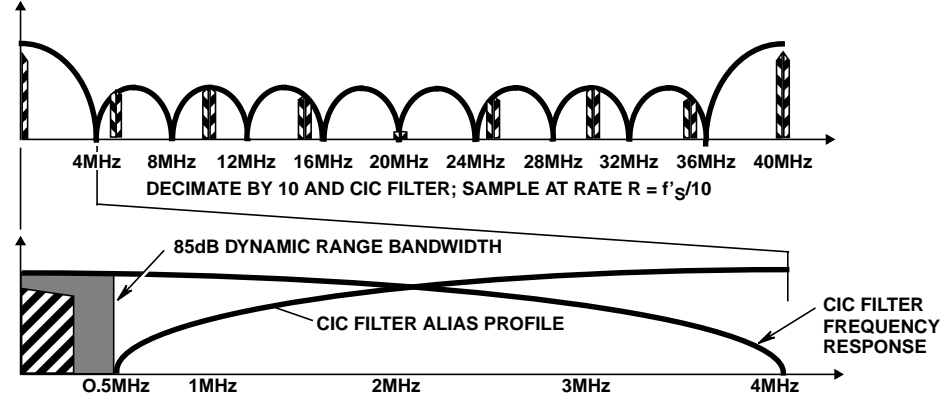 4MHz 8MHz 12MHz 16MHz 20MHz 24MHz 28MHz 32MHz 36MHz 40MHz
DECIMATE BY 10 AND CIC FILTER; SAMPLE AT RATE R = f'S/10
85dB DYNAMIC RANGE BANDWIDTH
CIC FILTER ALIAS PROFILE
CIC FILTER
FREQUENCY
RESPONSE
O.5MHz 1MHz 2MHz 3MHz 4MHz